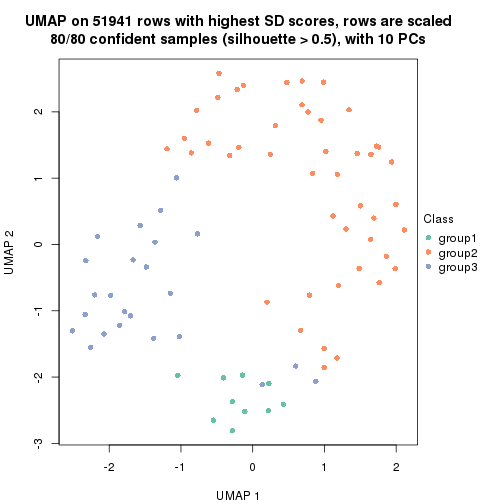 UMAP on 51941 rows with highest SD scores, rows are scaled
80/80 confident samples (silhouette > 0.5), with 10 PCs
UMAP 2
2
1
0
-1
-2
-3
-2
-1
0
1
2
UMAP 1
Class
group1
group2
group3